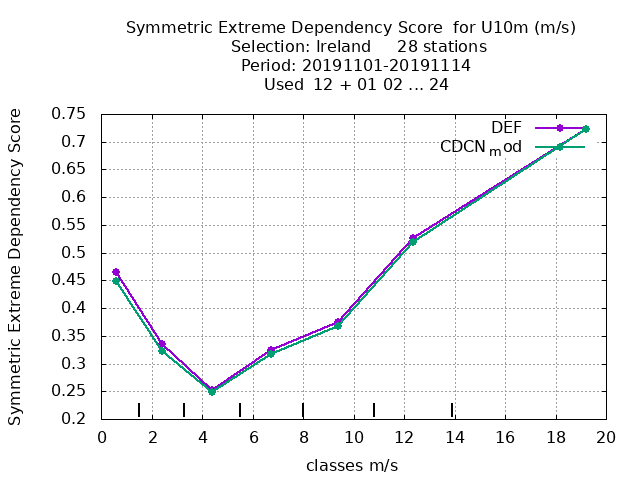 Symmetric Extreme Dependency Score  for U10m (m/s)
Selection: Ireland     28 stations
Period: 20191101-20191114
Used  12 + 01 02 ... 24
Symmetric Extreme Dependency Score
0.75
0.7
0.65
0.6
0.55
0.5
0.45
0.4
0.35
0.3
0.25
0.2
DEF
CDCN_mod
0 2 4 6 8 10 12 14 16 18 20
classes m/s